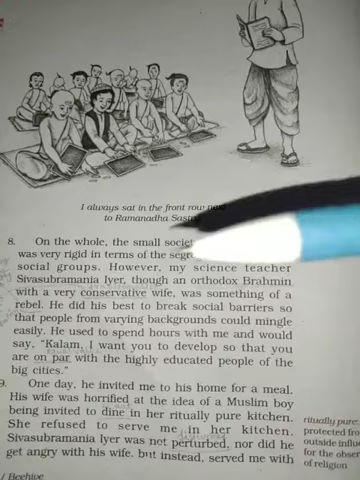 I always sat in the front row
to Ramanadha
8. On the whole, the small
was very rigid in terms of the
social groups. However, my science teacher
Sivasubramania Iyer, though an orthodox Brahmin
with a very conservative wife, was something of a
rebel. He did his best to break social barriers so
that people from varying backgrounds could mingle
easily. He used to spend hours with me and would
say, “Kalam, I want you to develop so that you
are on par with the highly educated people of the
big cities.”
9. One day, he invited me to his home for a meal.
His wife was horrified at the idea of a Muslim boy
being invited to dine in her ritually pure kitchen.
She refused to serve me in her kitchen.
Sivasubramania Iyer was not perturbed, nor did he
get angry with his wife, but instead, served me with
ritually pure:
protected fro
outside influe
for the obser
of religion
/ Beehive